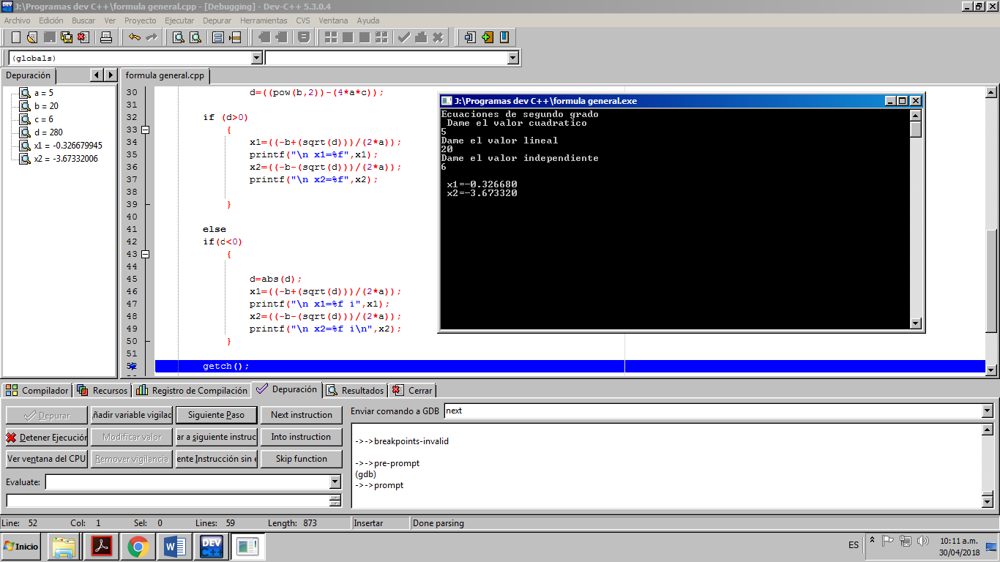 J:\Programas dev C++\formula general.cpp - [Debugging] - Dev-C++ 5.3.0.4
Archivo Edición Buscar Ver Proyecto Ejecutar Depurar Herramientas CVS Ventana Ayuda
(globals)
Depuración
formula general.cpp
a = 5
b = 20
c = 6
d = 280
x1 = -0.326679945
x2 = -3.67332006
30 d=((pow(b,2))-(4*a*c));
31
32 if (d>0)
33 {
34 x1=((-b+(sqrt(d)))/(2*a));
35 printf("\n x1=%f",x1);
36 x2=((-b-(sqrt(d)))/(2*a));
37 printf("\n x2=%f",x2);
38
39 }
40
41 else
42 if(d<0)
43 {
44
45 d=abs(d);
46 x1=((-b+(sqrt(d)))/(2*a));
47 printf("\n x1=%f i",x1);
48 x2=((-b-(sqrt(d)))/(2*a));
49 printf("\n x2=%f i\n",x2);
50 }
51
52 getch();
J:\Programas dev C++\formula general.exe
Ecuaciones de segundo grado
Dame el valor cuadratico
5
Dame el valor lineal
20
Dame el valor independiente
6
x1=-0.326680
x2=-3.673320
Compilador Recursos Registro de Compilación Depuración Resultados Cerrar
Depurar ñadir variable vigilac Siguiente Paso Next instruction
Detener Ejecución Modificar valor ar a siguiente instruc Into instruction
Ver ventana del CPU Remover vigilancia ente Instrucción sin e Skip function
Evaluate:
Enviar comando a GDB next
->->breakpoints-invalid
->->pre-prompt
(gdb)
->->prompt
Line: 52 Col: 1 Sel: 0 Lines: 59 Length: 873 Insertar Done parsing
Inicio
DEV C++
ES
10:11 a.m.
30/04/2018